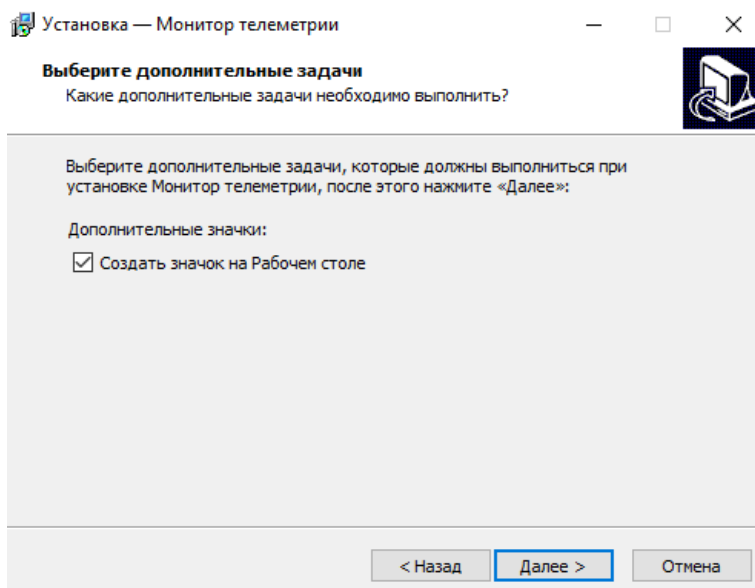 Установка — Монитор телеметрии
Выберите дополнительные задачи
Какие дополнительные задачи необходимо выполнить?
Выберите дополнительные задачи, которые должны выполниться при
установке Монитор телеметрии, после этого нажмите «Далее»:
Дополнительные значки:
Создать значок на Рабочем столе
< Назад
Далее >
Отмена